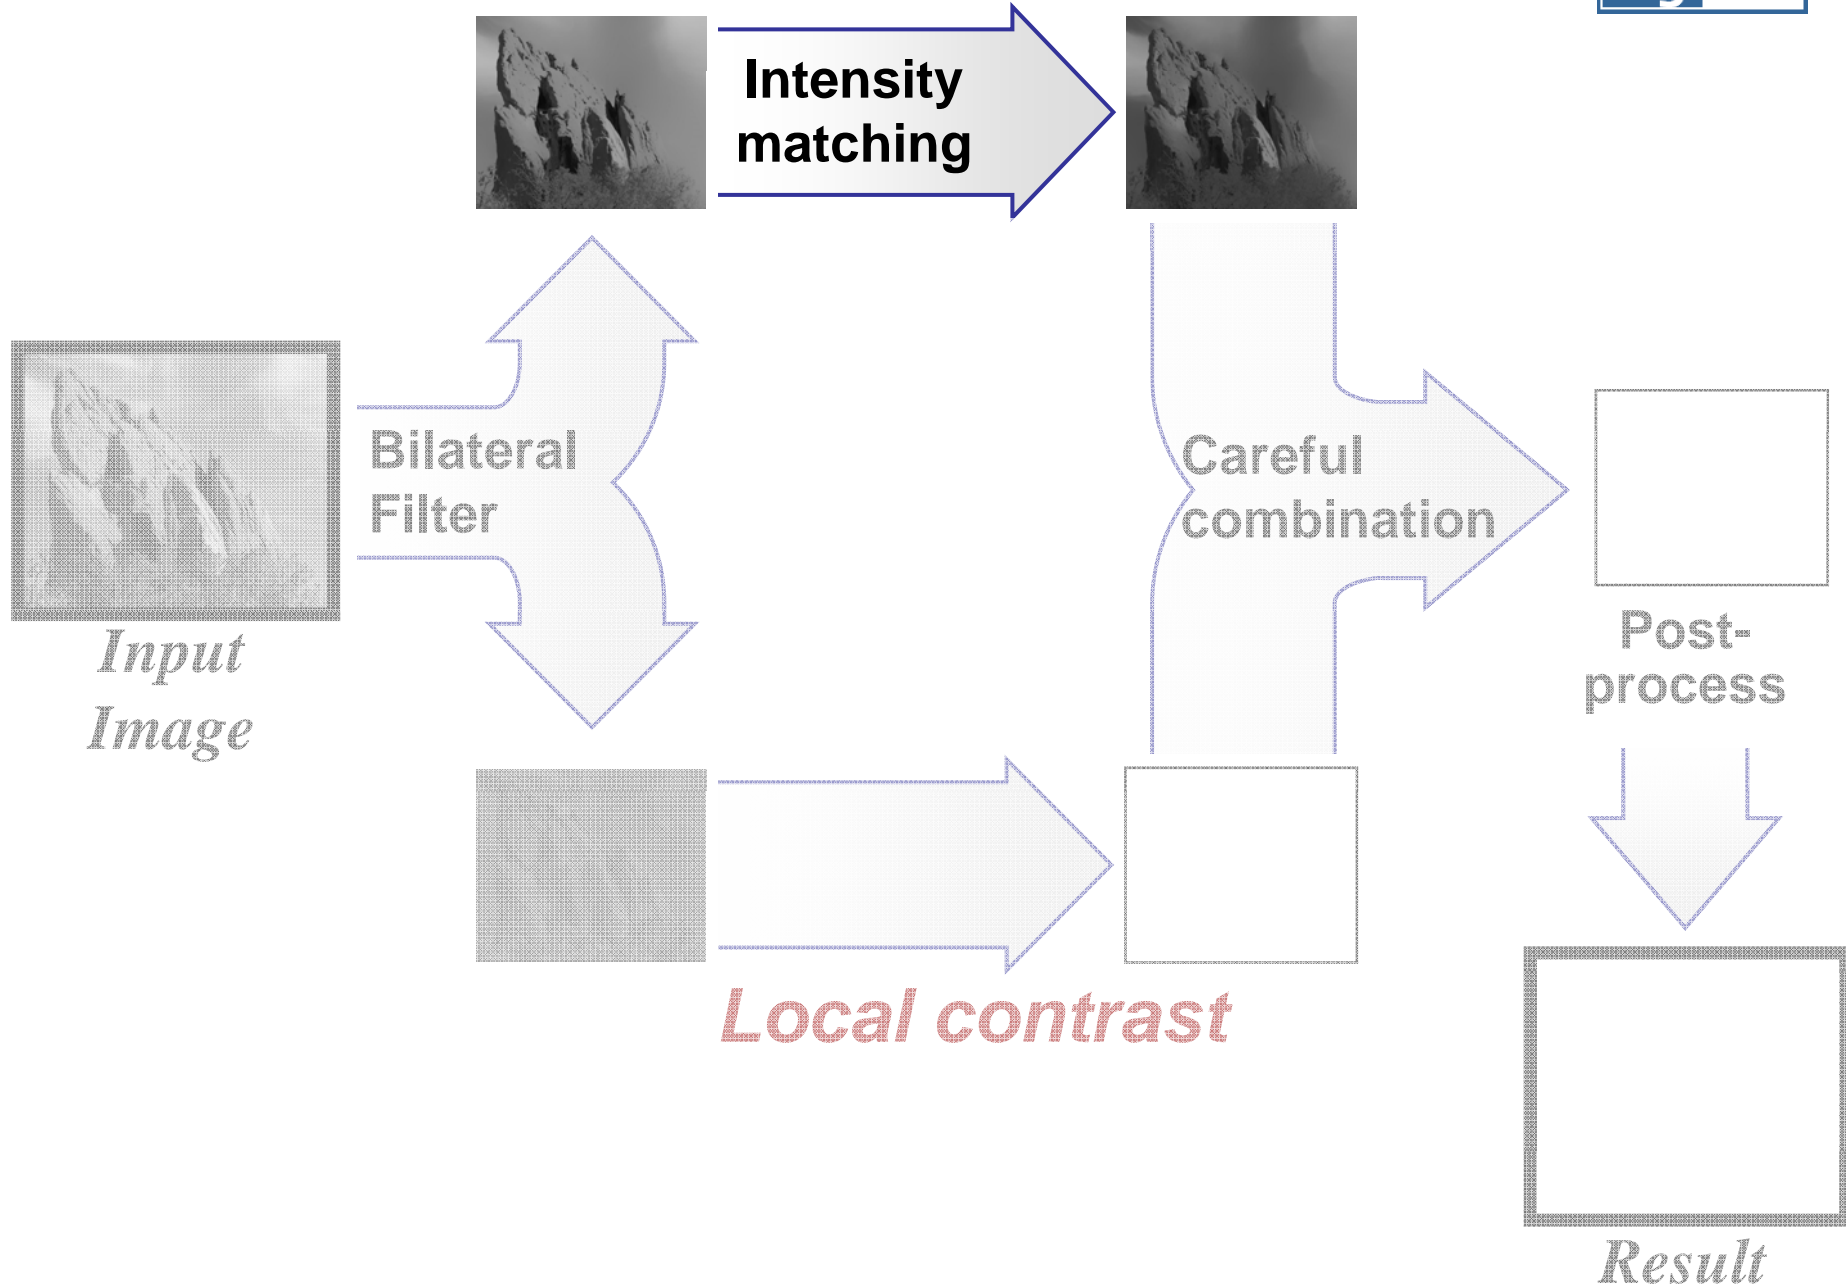 Intensity
matching
Bilateral
Filter
Careful
combination
Input
Image
Post-
process
Local contrast
Result